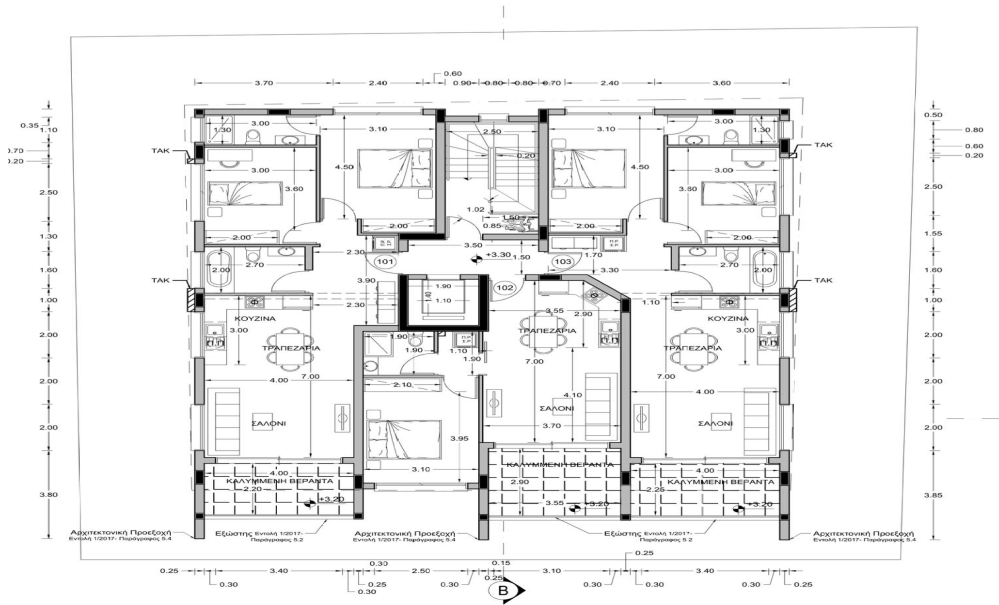 0.60
3.70 2.40 0.90 0.80 0.80 0.70 2.40 3.60
0.35
1.10
0.70
0.20
2.50
1.30
1.60
1.00
2.00
2.00
2.00
3.80
0.50
0.80
0.60
0.20
2.50
1.55
1.60
1.00
2.00
2.00
2.00
3.85
TAK
TAK
TAK
TAK
1.30 3.00 3.10 2.50 3.10 3.00 1.30
0.20
4.50 4.50
3.00 3.60 3.80 3.00
2.00 2.00 1.02 1.50 0.85 2.00 2.00
2.30 3.50 1.70
101 +3.30 1.50 103
2.00 2.70 3.30 2.00
3.90 1.90 102
2.30 1.40 1.10 3.55 2.90 1.10
ΚΟΥΖΙΝΑ ΚΟΥΖΙΝΑ
3.00 ΤΡΑΠΕΖΑΡΙΑ 3.00
ΤΡΑΠΕΖΑΡΙΑ 1.90 1.90 1.10 1.90 ΤΡΑΠΕΖΑΡΙΑ
4.00 7.00 2.10 7.00 4.10 7.00 4.00
ΣΑΛΟΝΙ ΣΑΛΟΝΙ ΣΑΛΟΝΙ
3.95 3.70
3.10
4.00 ΚΑΛΥΜΜΕΝΗ ΒΕΡΑΝΤΑ 4.00
ΚΑΛΥΜΜΕΝΗ ΒΕΡΑΝΤΑ ΚΑΛΥΜΜΕΝΗ ΒΕΡΑΝΤΑ
2.20 2.90 2.25
+3.20 3.55 +3.20 +3.20
Αρχιτεκτονική Προεξοχή
Εντολή 1/2017- Παράγραφος 5.4
Εξώστης Εντολή 1/2017-
Παράγραφος 5.2
Αρχιτεκτονική Προεξοχή
Εντολή 1/2017- Παράγραφος 5.4
Εξώστης Εντολή 1/2017-
Παράγραφος 5.2
Αρχιτεκτονική Προεξοχή
Εντολή 1/2017- Παράγραφος 5.4
0.15 0.25
0.25 3.40 0.30 2.50 0.25 3.10 0.30 3.40 0.25
0.30 0.25 0.30 0.30 0.30 0.30
B